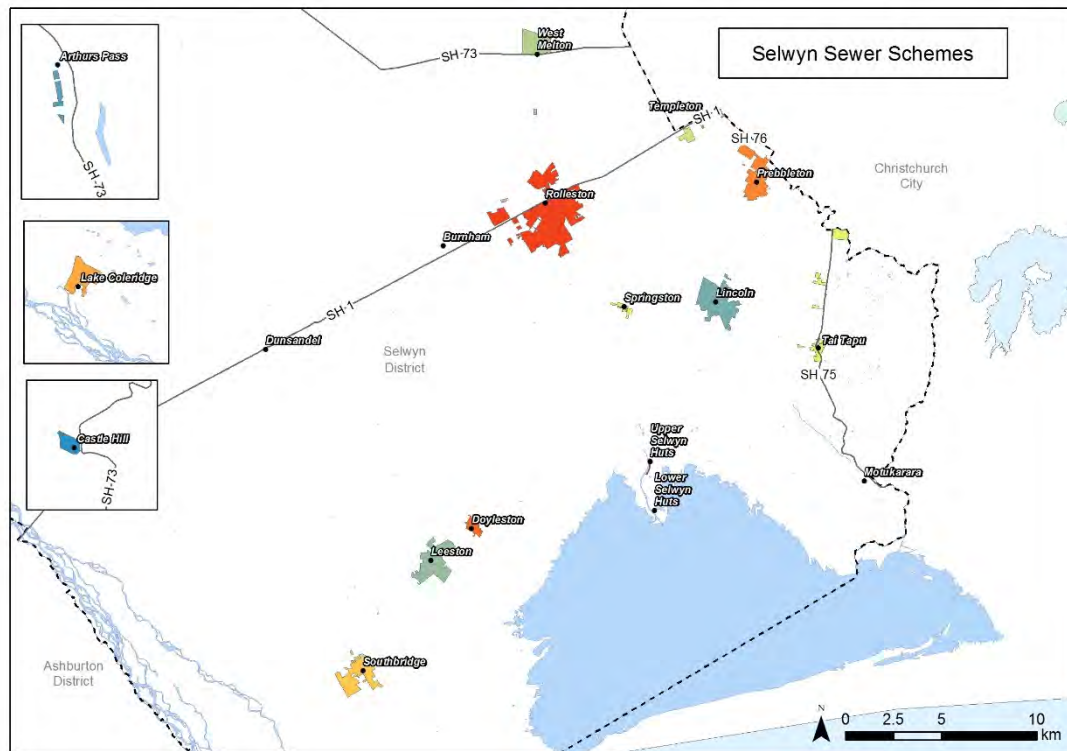 Selwyn Sewer Schemes
Arthurs Pass
SH-73
Lake Coleridge
Castle Hill
SH-73
West
Melton
SH-73
Templeton
SH-1
SH-76
Prebbleton
Christchurch
City
Rolleston
Burnham
SH-1
Springston
Lincoln
Dunsandel
Selwyn
District
Tai Tapu
SH-75
Upper
Selwyn
Huts
Lower
Selwyn
Huts
Motukarara
Doyleston
Leeston
Southbridge
Ashburton
District
N
0 2.5 5 10
km